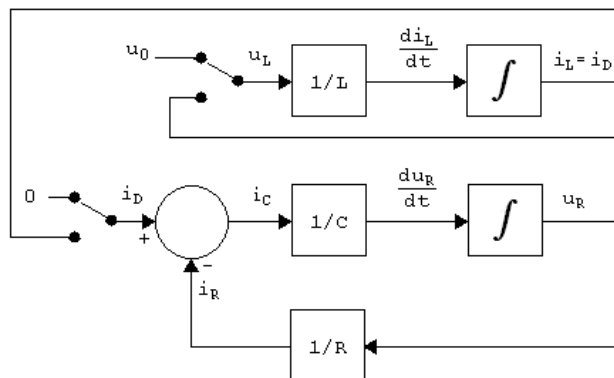 u0 uL 1/L diL/dt ∫ iL = iD
0 iD + − iC 1/C duR/dt ∫ uR
iR 1/R